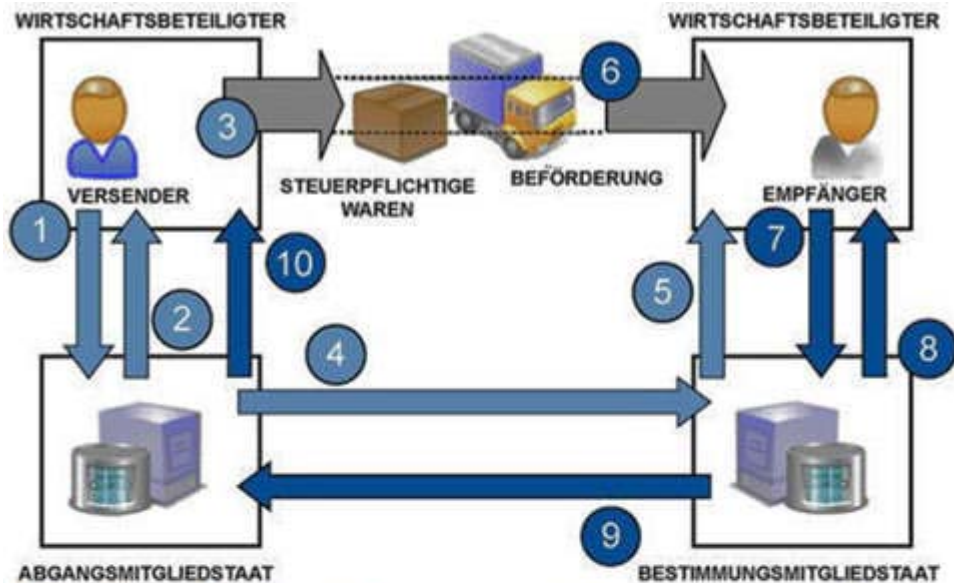 WIRTSCHAFTSBETEILIGTER
WIRTSCHAFTSBETEILIGTER
6
3
STEUERPFLICHTIGE
WAREN
BEFÖRDERUNG
VERSENDER
EMPFÄNGER
1
7
10
5
2
4
8
9
ABGANGSMITGLIEDSTAAT
BESTIMMUNGSMITGLIEDSTAAT